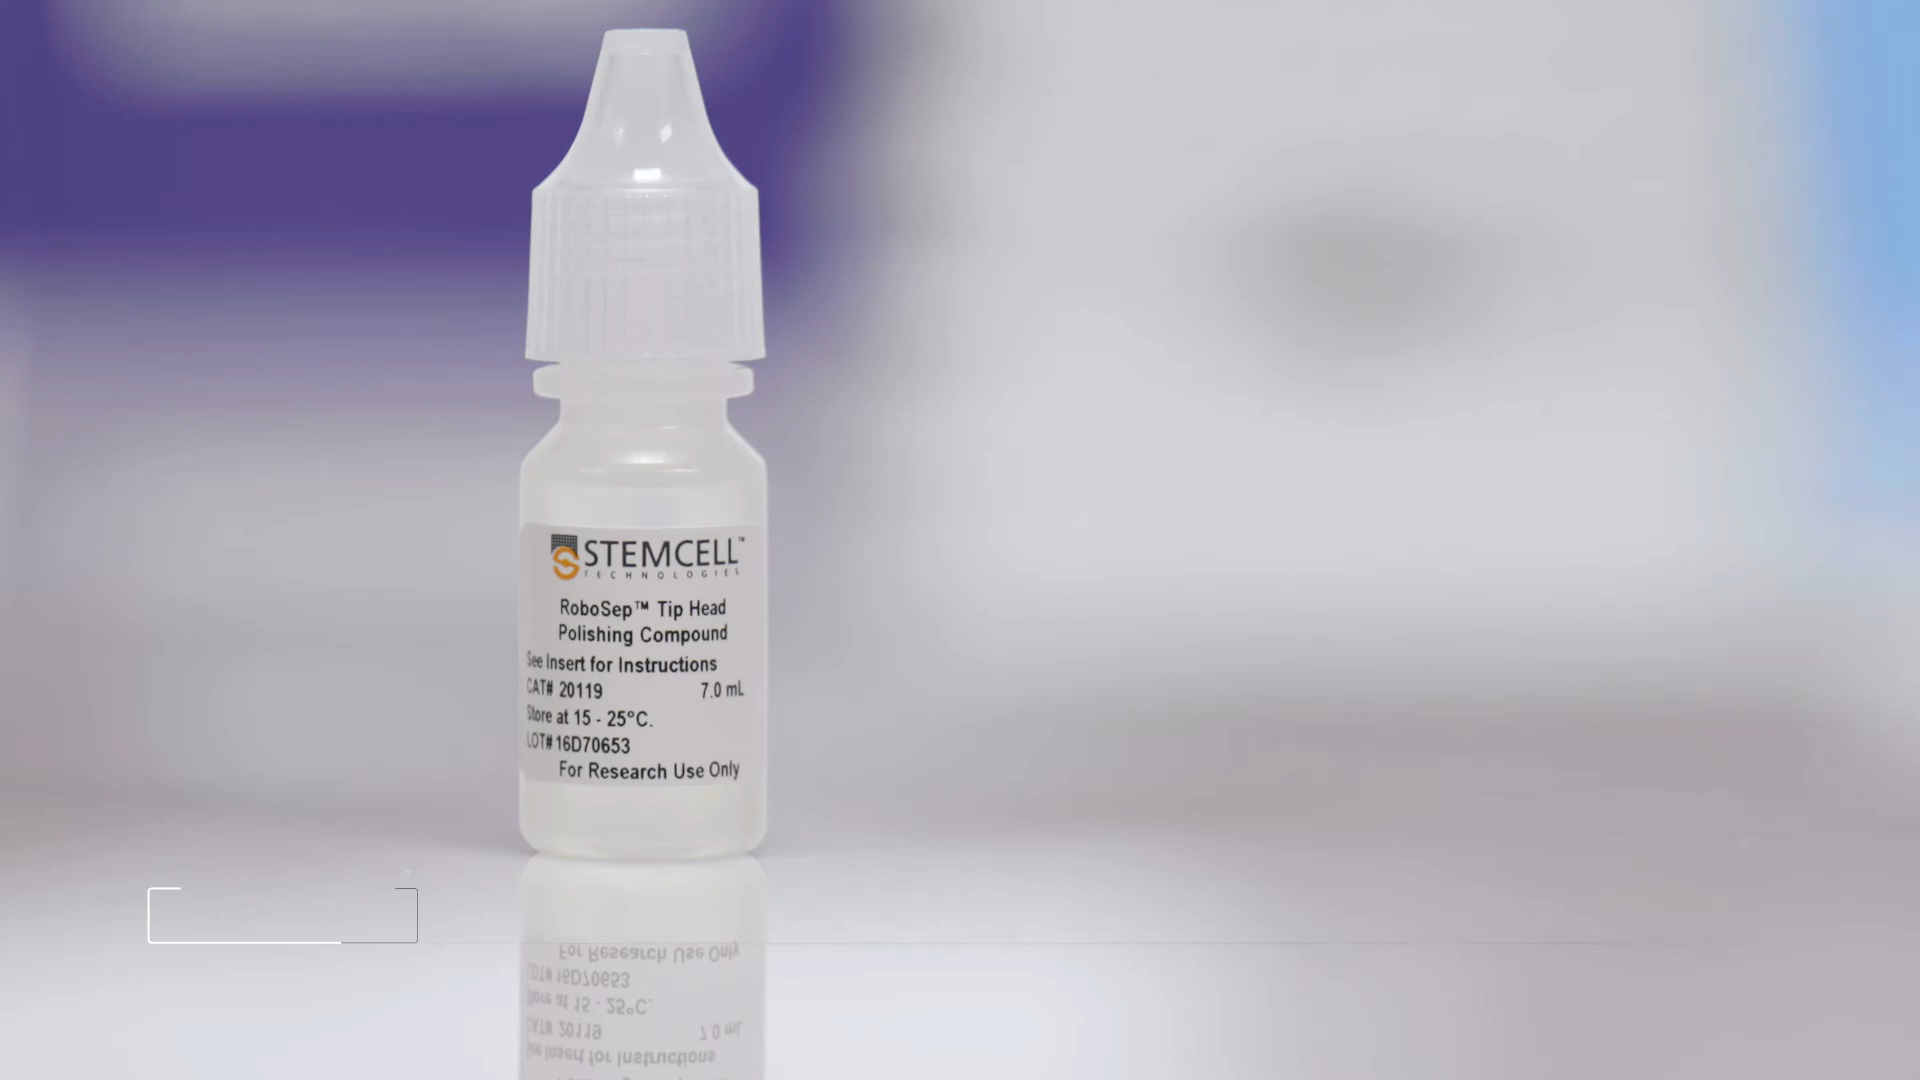 STEMCELL™
TECHNOLOGIES
RoboSep™ Tip Head
Polishing Compound
See Insert for Instructions
CAT# 20119 7.0 mL
Store at 15 - 25°C.
LOT# 16D70653
For Research Use Only